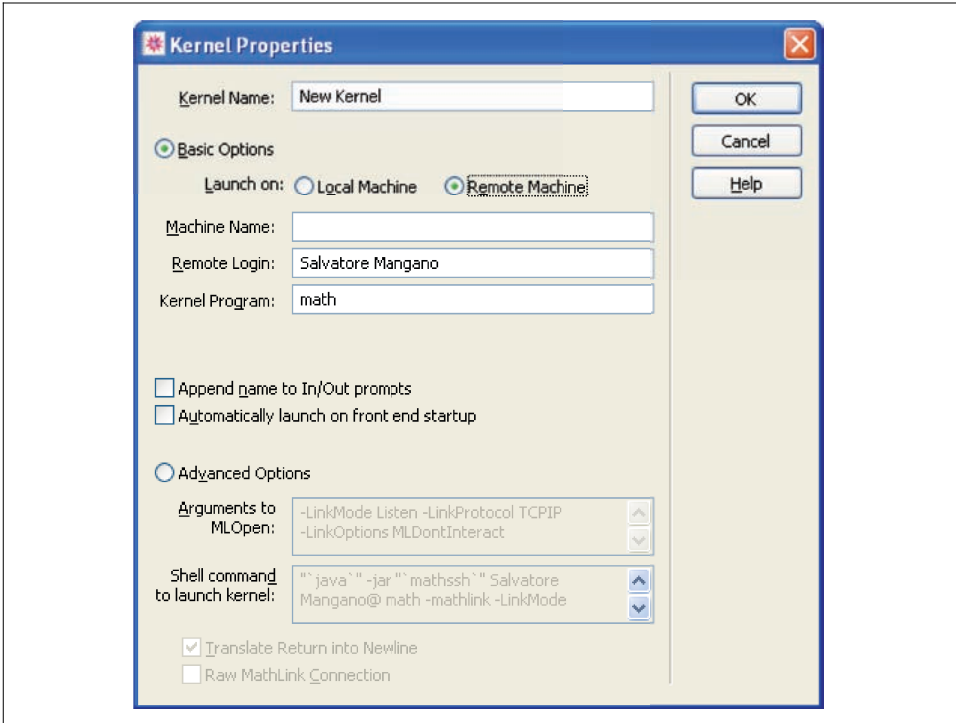 Kernel Properties
Kernel Name: New Kernel
OK
Basic Options
Cancel
Launch on: Local Machine Remote Machine
Help
Machine Name:
Remote Login: Salvatore Mangano
Kernel Program: math
Append name to In/Out prompts
Automatically launch on front end startup
Advanced Options
Arguments to MLOpen:
-LinkMode Listen -LinkProtocol TCPIP
-LinkOptions MLDontInteract
Shell command
to launch kernel:
"`java`" -jar "`mathssh`" Salvatore
Mangano@ math -mathlink -LinkMode
Translate Return into Newline
Raw MathLink Connection